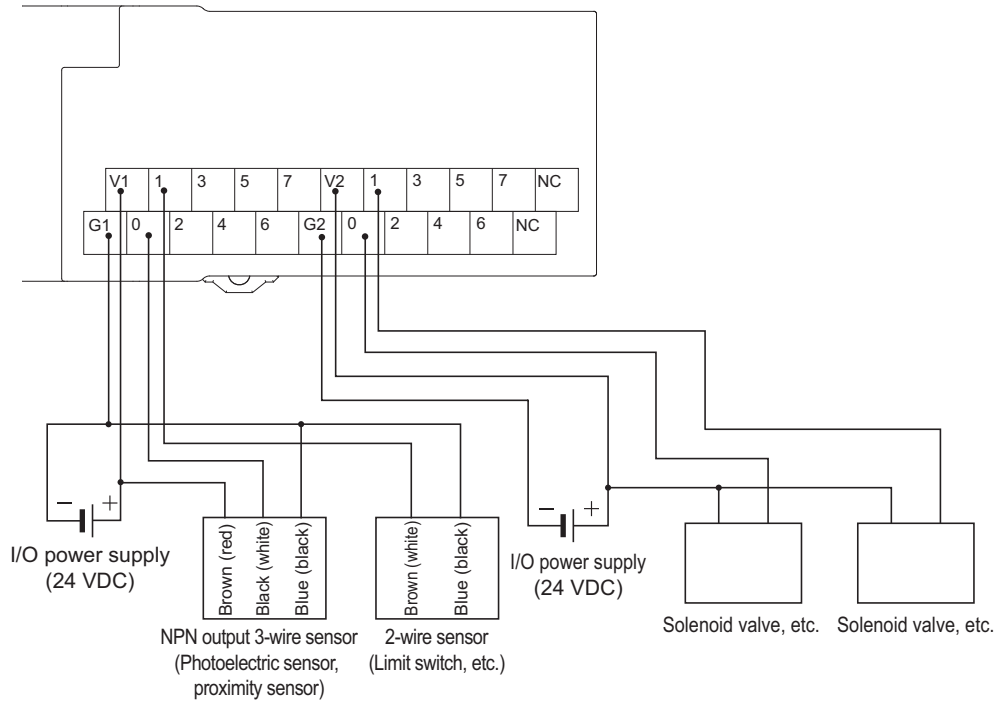 V1 1 3 5 7 V2 1 3 5 7 NC
G1 0 2 4 6 G2 0 2 4 6 NC
− +
I/O power supply
(24 VDC)
Brown (red)
Black (white)
Blue (black)
NPN output 3-wire sensor
(Photoelectric sensor,
proximity sensor)
Brown (white)
Blue (black)
2-wire sensor
(Limit switch, etc.)
− +
I/O power supply
(24 VDC)
Solenoid valve, etc.
Solenoid valve, etc.